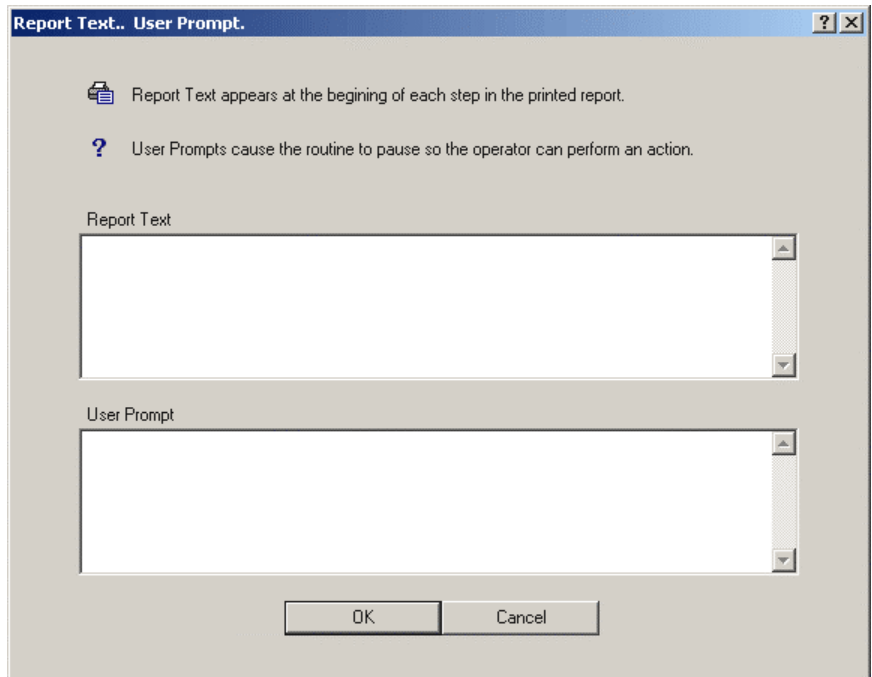 Report Text.. User Prompt.
Report Text appears at the begining of each step in the printed report.
? User Prompts cause the routine to pause so the operator can perform an action.
Report Text
User Prompt
OK Cancel